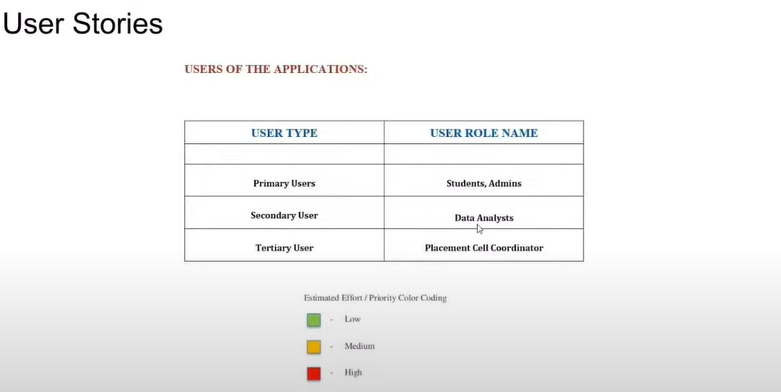 User Stories
USERS OF THE APPLICATIONS:
USER TYPE USER ROLE NAME
Primary Users Students, Admins
Secondary User Data Analysts
Tertiary User Placement Cell Coordinator
Estimated Effort / Priority Color Coding
- Low
- Medium
- High